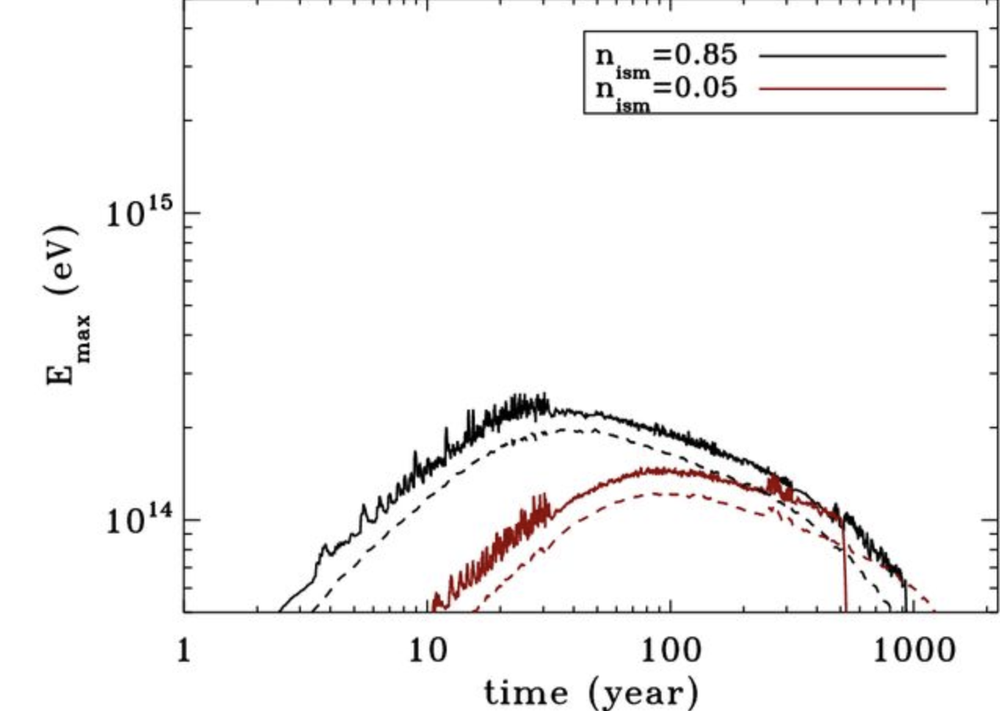 n_ism=0.85
n_ism=0.05
10^15
10^14
E_max (eV)
1 10 100 1000
time (year)